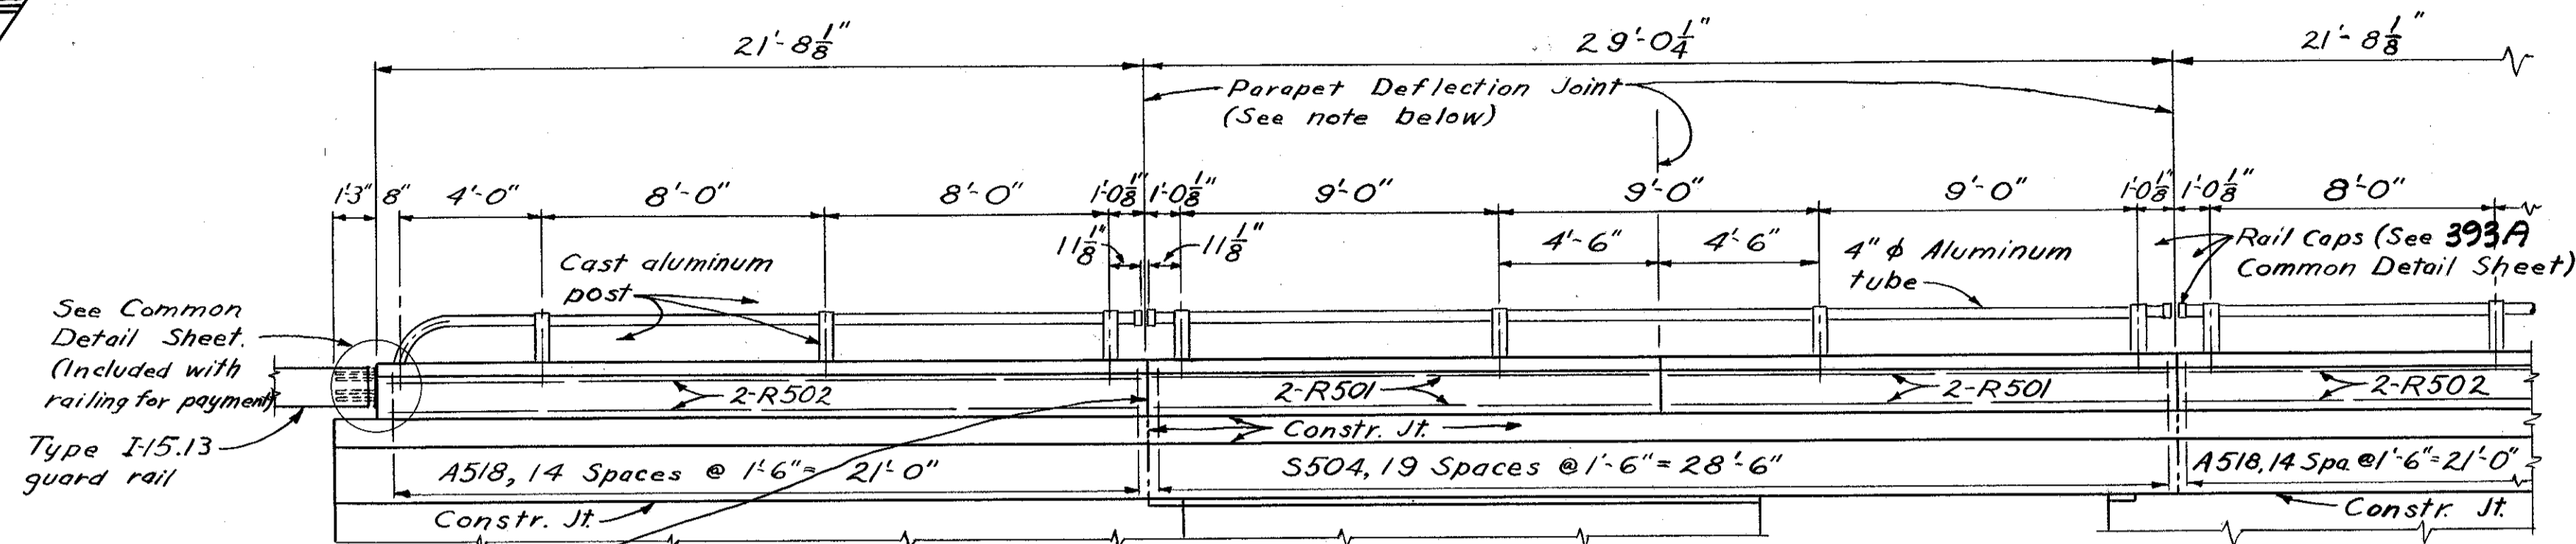 21'-8 1/8" 29'-0 1/4" 21'-8 1/8"
Parapet Deflection Joint
(See note below)
1'-3" 8" 4'-0" 8'-0" 8'-0" 1'-0 1/8" 1'-0 1/8" 9'-0" 9'-0" 9'-0" 1'-0 1/8" 1'-0 1/8" 8'-0"
11 1/8" 11 1/8" 4'-6" 4'-6"
Cast aluminum
post
4" φ Aluminum
tube
Rail Caps (See 393A
Common Detail Sheet)
See Common
Detail Sheet.
(Included with
railing for payment)
Type I-15.13
guard rail
2-R502 2-R501 2-R501 2-R502
Constr. Jt.
A518, 14 Spaces @ 1'-6" = 21'-0" S504, 19 Spaces @ 1'-6" = 28'-6" A518, 14 Spa. @ 1'-6" = 21'-0"
Constr. Jt. Constr. Jt.